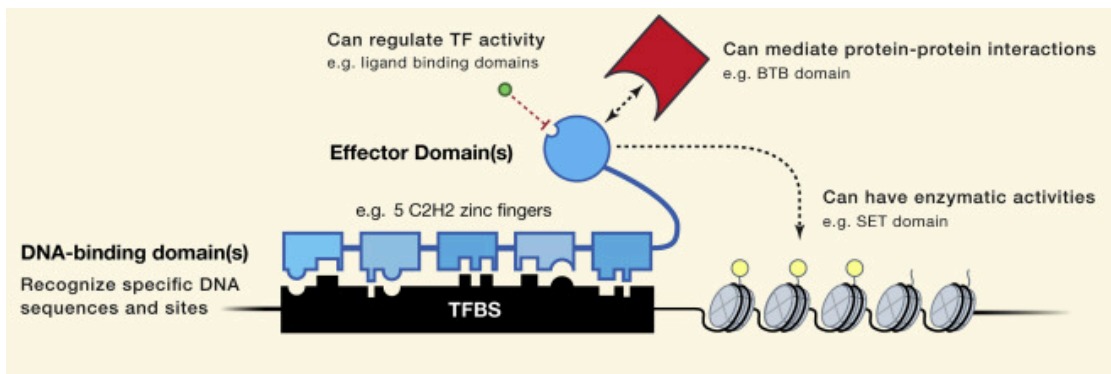 Can regulate TF activity
e.g. ligand binding domains
Can mediate protein-protein interactions
e.g. BTB domain
Effector Domain(s)
Can have enzymatic activities
e.g. SET domain
e.g. 5 C2H2 zinc fingers
DNA-binding domain(s)
Recognize specific DNA
sequences and sites
TFBS